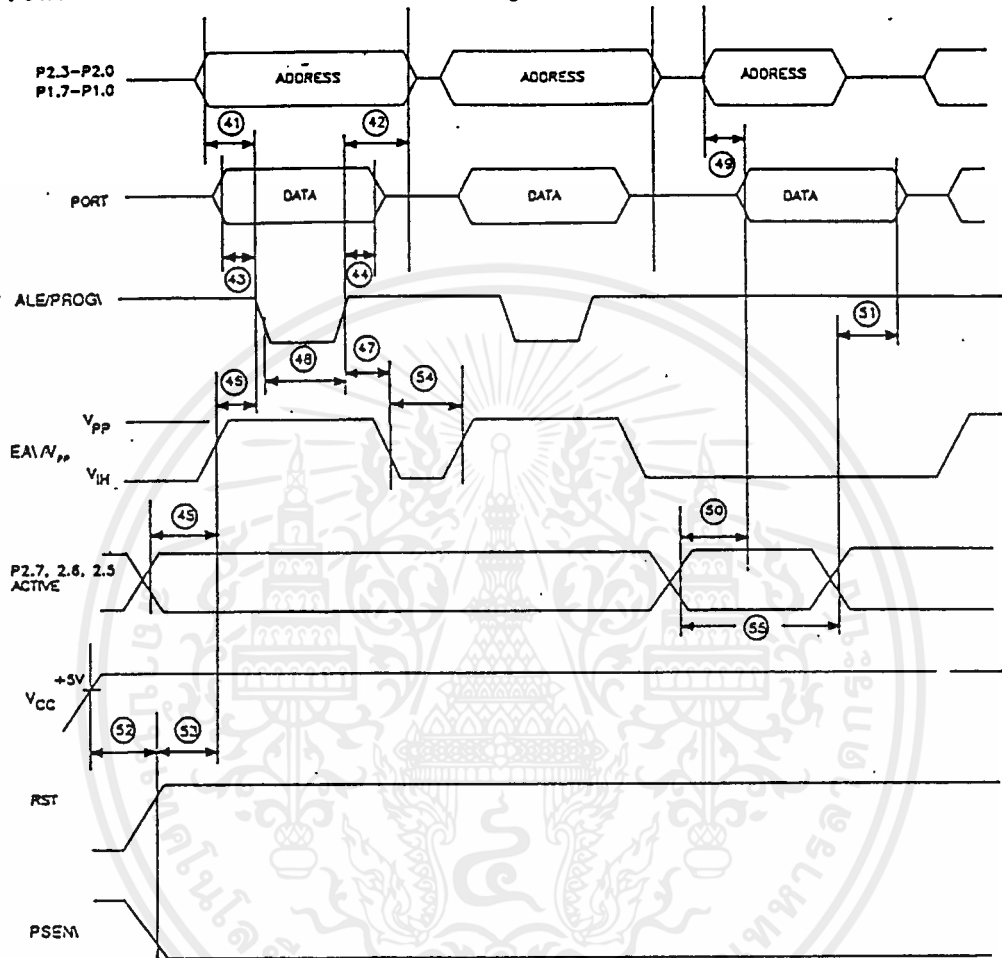 P2.3–P2.0
P1.7–P1.0
ADDRESS
ADDRESS
ADDRESS
41
42
49
PORT
DATA
DATA
DATA
43
44
ALE/PROG\
51
48
47
54
45
VPP
EA\/VPP
VIH
45
50
P2.7, 2.6, 2.5
ACTIVE
55
+5V
VCC
52
53
RST
PSEN\